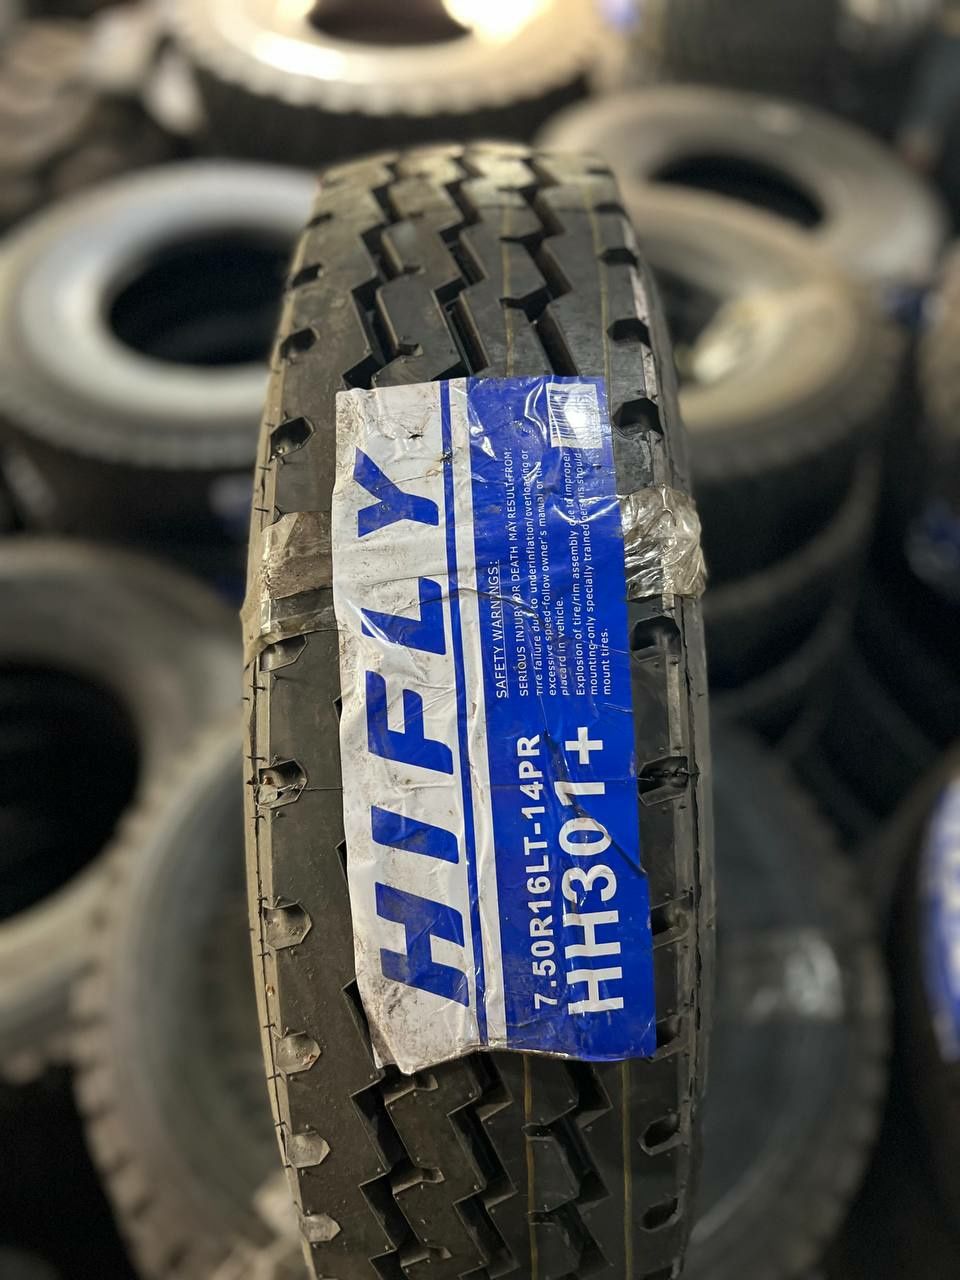 HIFLY
SAFETY WARNINGS:
SERIOUS INJURY OR DEATH MAY RESULT FROM:
Tire failure due to underinflation/overloading or
excessive speed-follow owner's manual or tire
placard in vehicle.
Explosion of tire/rim assembly due to improper
mounting-only specially trained persons should
mount tires.
7.50R16LT-14PR
HH301+